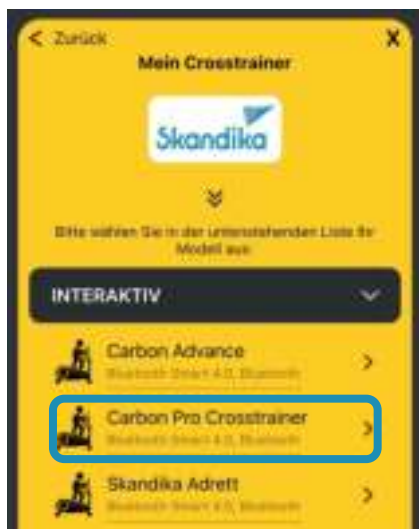 < Zurück X
Mein Crosstrainer
Skandika
Bitte wählen Sie in der untenstehenden Liste Ihr
Modell aus:
INTERAKTIV
Carbon Advance
Bluetooth Smart 4.0, Bluetooth
Carbon Pro Crosstrainer
Bluetooth Smart 4.0, Bluetooth
Skandika Adrett
Bluetooth Smart 4.0, Bluetooth